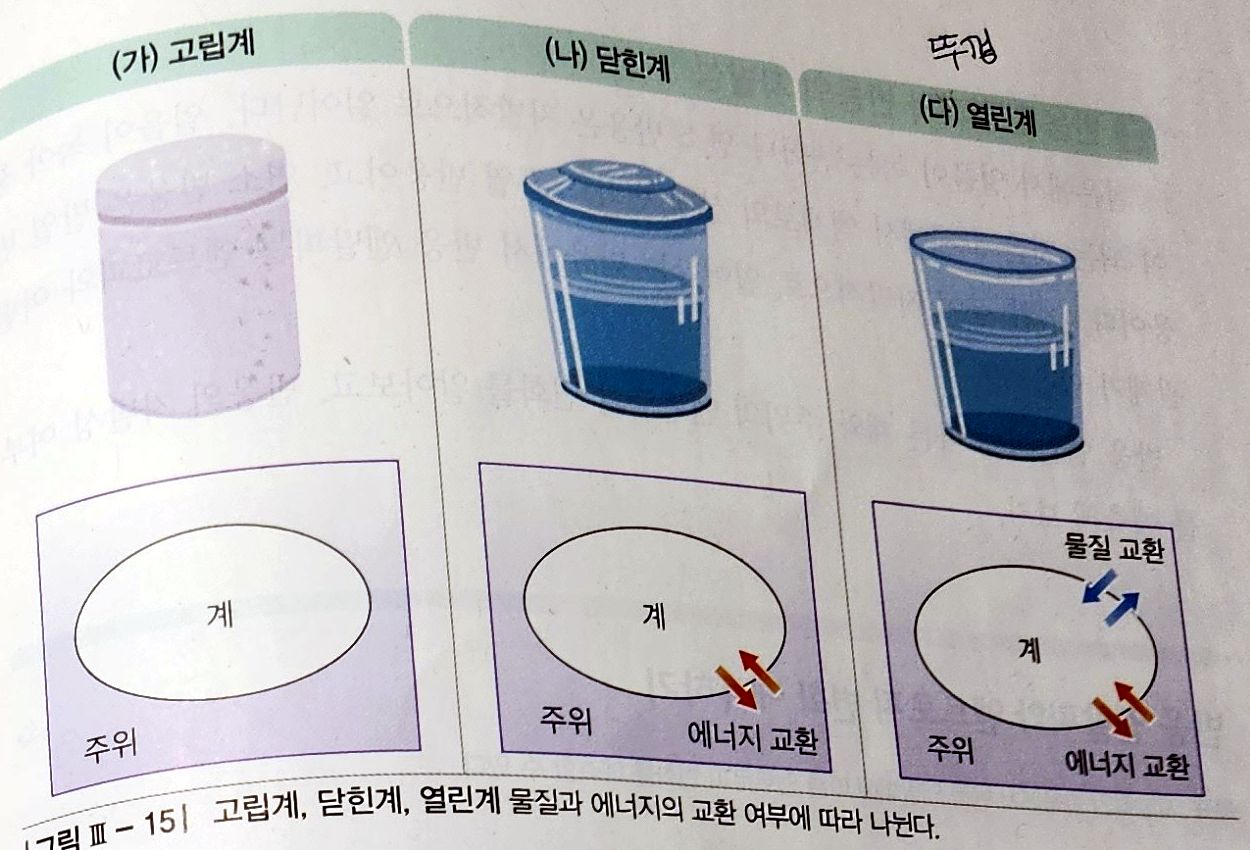 (가) 고립계
(나) 닫힌계
뚜껑
(다) 열린계
계
주위
계
주위
에너지 교환
물질 교환
계
주위
에너지 교환
그림 Ⅲ - 15| 고립계, 닫힌계, 열린계 물질과 에너지의 교환 여부에 따라 나뉜다.